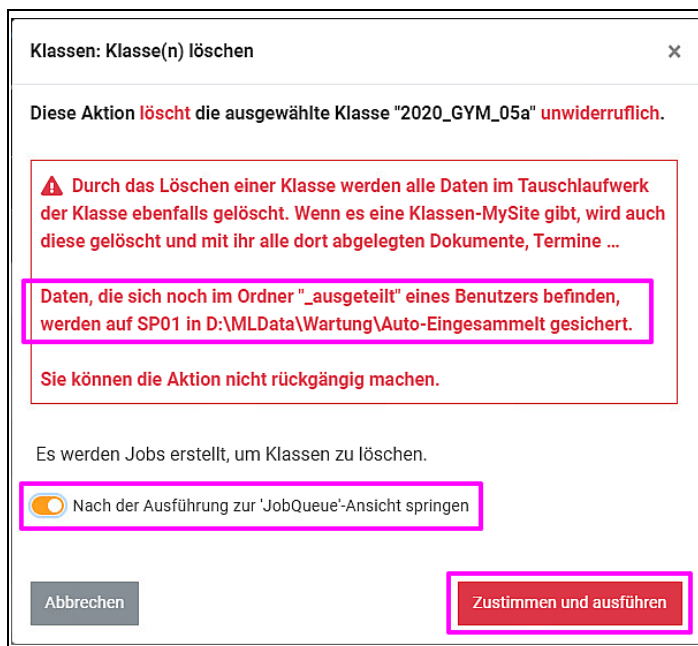 Klassen: Klasse(n) löschen ×
Diese Aktion löscht die ausgewählte Klasse "2020_GYM_05a" unwiderruflich.
Durch das Löschen einer Klasse werden alle Daten im Tauschlaufwerk
der Klasse ebenfalls gelöscht. Wenn es eine Klassen-MySite gibt, wird auch
diese gelöscht und mit ihr alle dort abgelegten Dokumente, Termine ...
Daten, die sich noch im Ordner "_ausgeteilt" eines Benutzers befinden,
werden auf SP01 in D:\MLData\Wartung\Auto-Eingesammelt gesichert.
Sie können die Aktion nicht rückgängig machen.
Es werden Jobs erstellt, um Klassen zu löschen.
Nach der Ausführung zur 'JobQueue'-Ansicht springen
Abbrechen
Zustimmen und ausführen